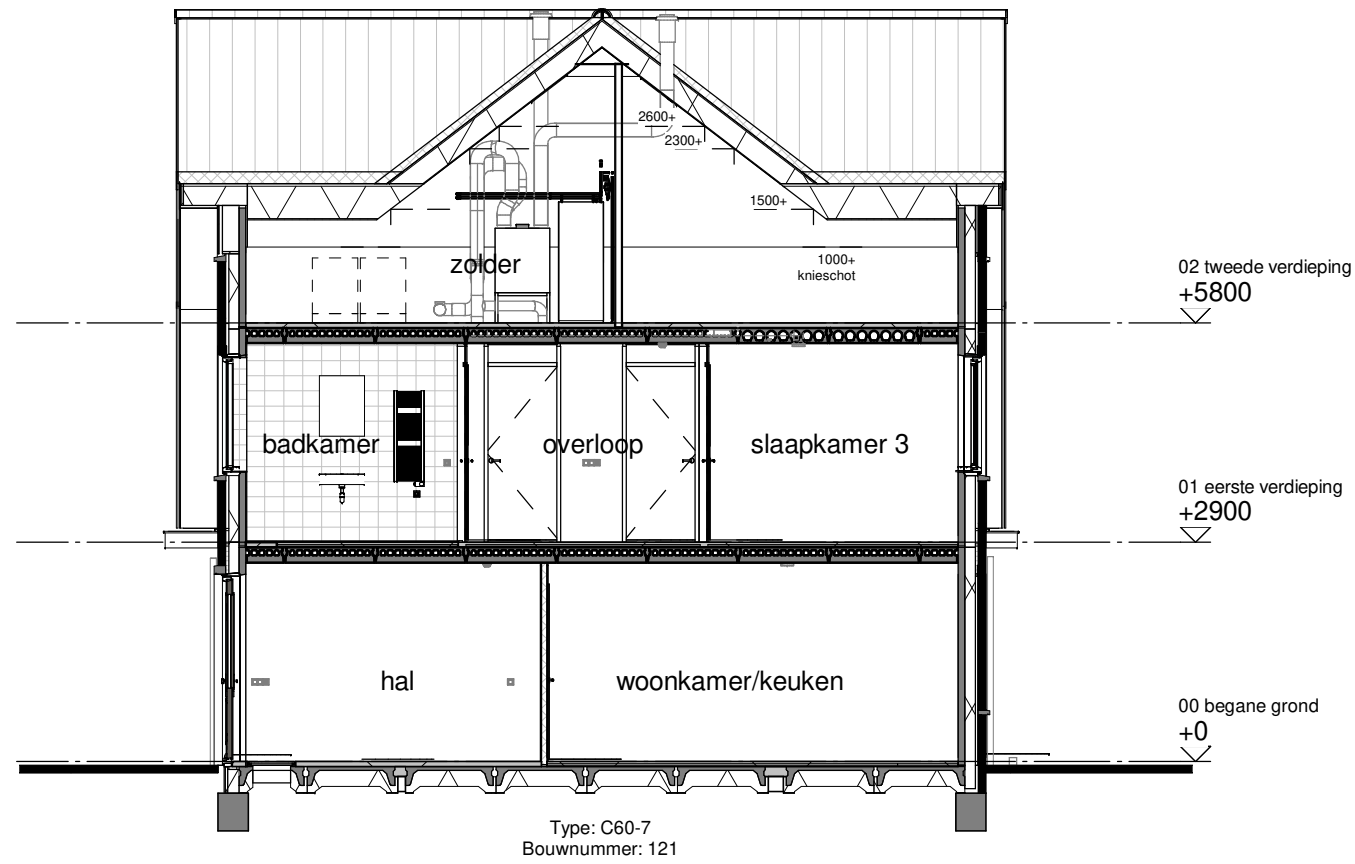 2600+
2300+
1500+
1000+
knieschot
zolder
02 tweede verdieping
+5800
badkamer
overloop
slaapkamer 3
01 eerste verdieping
+2900
hal
woonkamer/keuken
00 begane grond
+0
Type: C60-7
Bouwnummer: 121